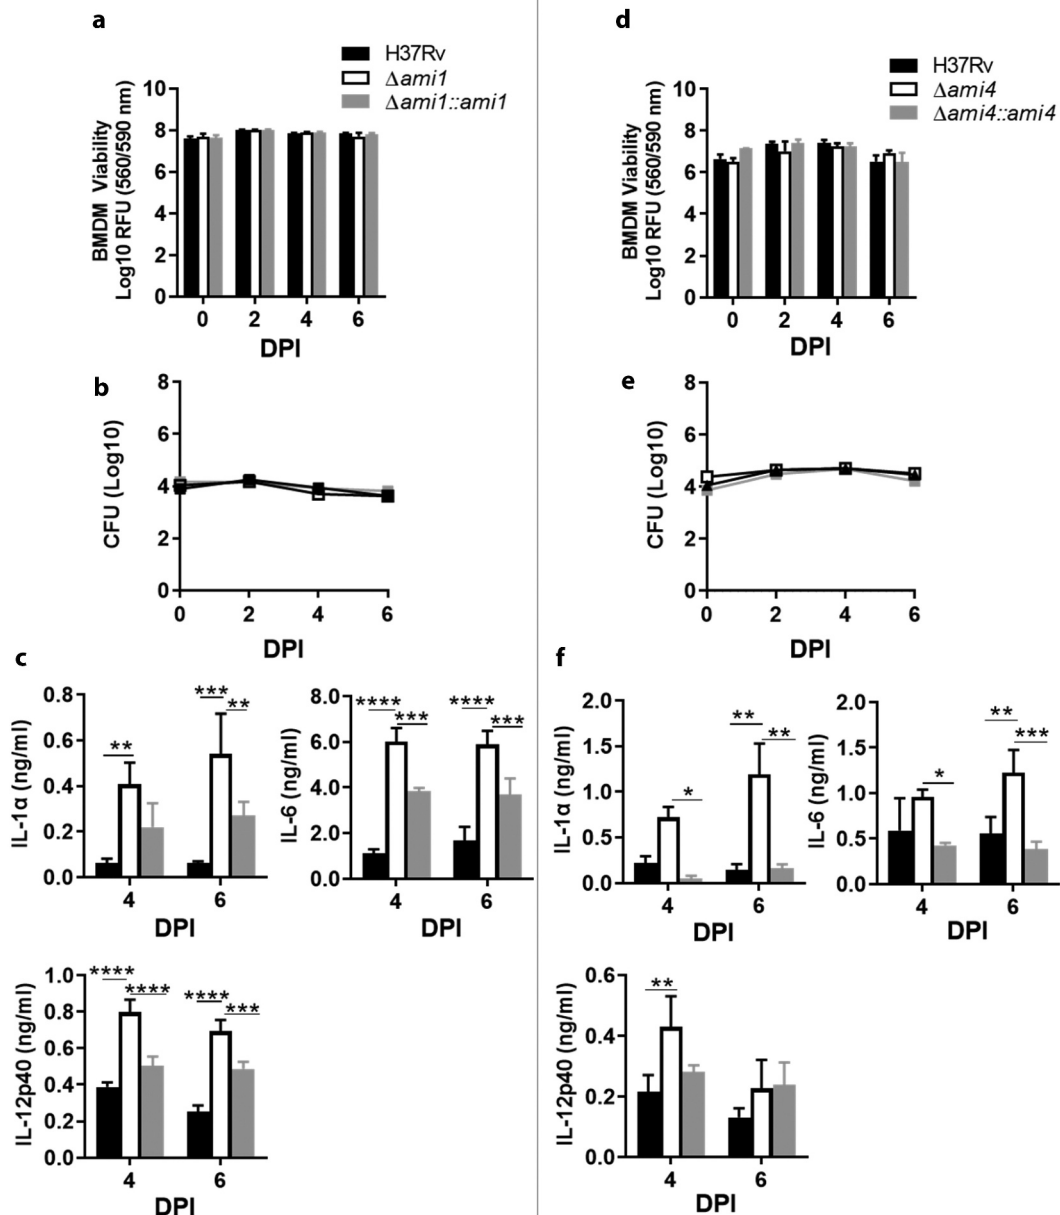 a
H37Rv
Δami1
Δami1::ami1
BMDM Viability
Log10 RFU (560/590 nm)
10
8
6
4
2
0
0 2 4 6
DPI
d
H37Rv
Δami4
Δami4::ami4
BMDM Viability
Log10 RFU (560/590 nm)
10
8
6
4
2
0
0 2 4 6
DPI
b
CFU (Log10)
8
6
4
2
0
0 2 4 6
DPI
e
CFU (Log10)
8
6
4
2
0
0 2 4 6
DPI
c
IL-1α (ng/ml)
0.8
0.6
0.4
0.2
0.0
**
***
**
4 6
DPI
IL-6 (ng/ml)
8.0
6.0
4.0
2.0
0.0
****
***
****
***
4 6
DPI
IL-12p40 (ng/ml)
1.0
0.8
0.6
0.4
0.2
0.0
****
****
****
***
4 6
DPI
f
IL-1α (ng/ml)
2.0
1.5
1.0
0.5
0.0
*
**
**
4 6
DPI
IL-6 (ng/ml)
2.0
1.5
1.0
0.5
0.0
*
**
***
4 6
DPI
IL-12p40 (ng/ml)
0.6
0.4
0.2
0.0
**
4 6
DPI